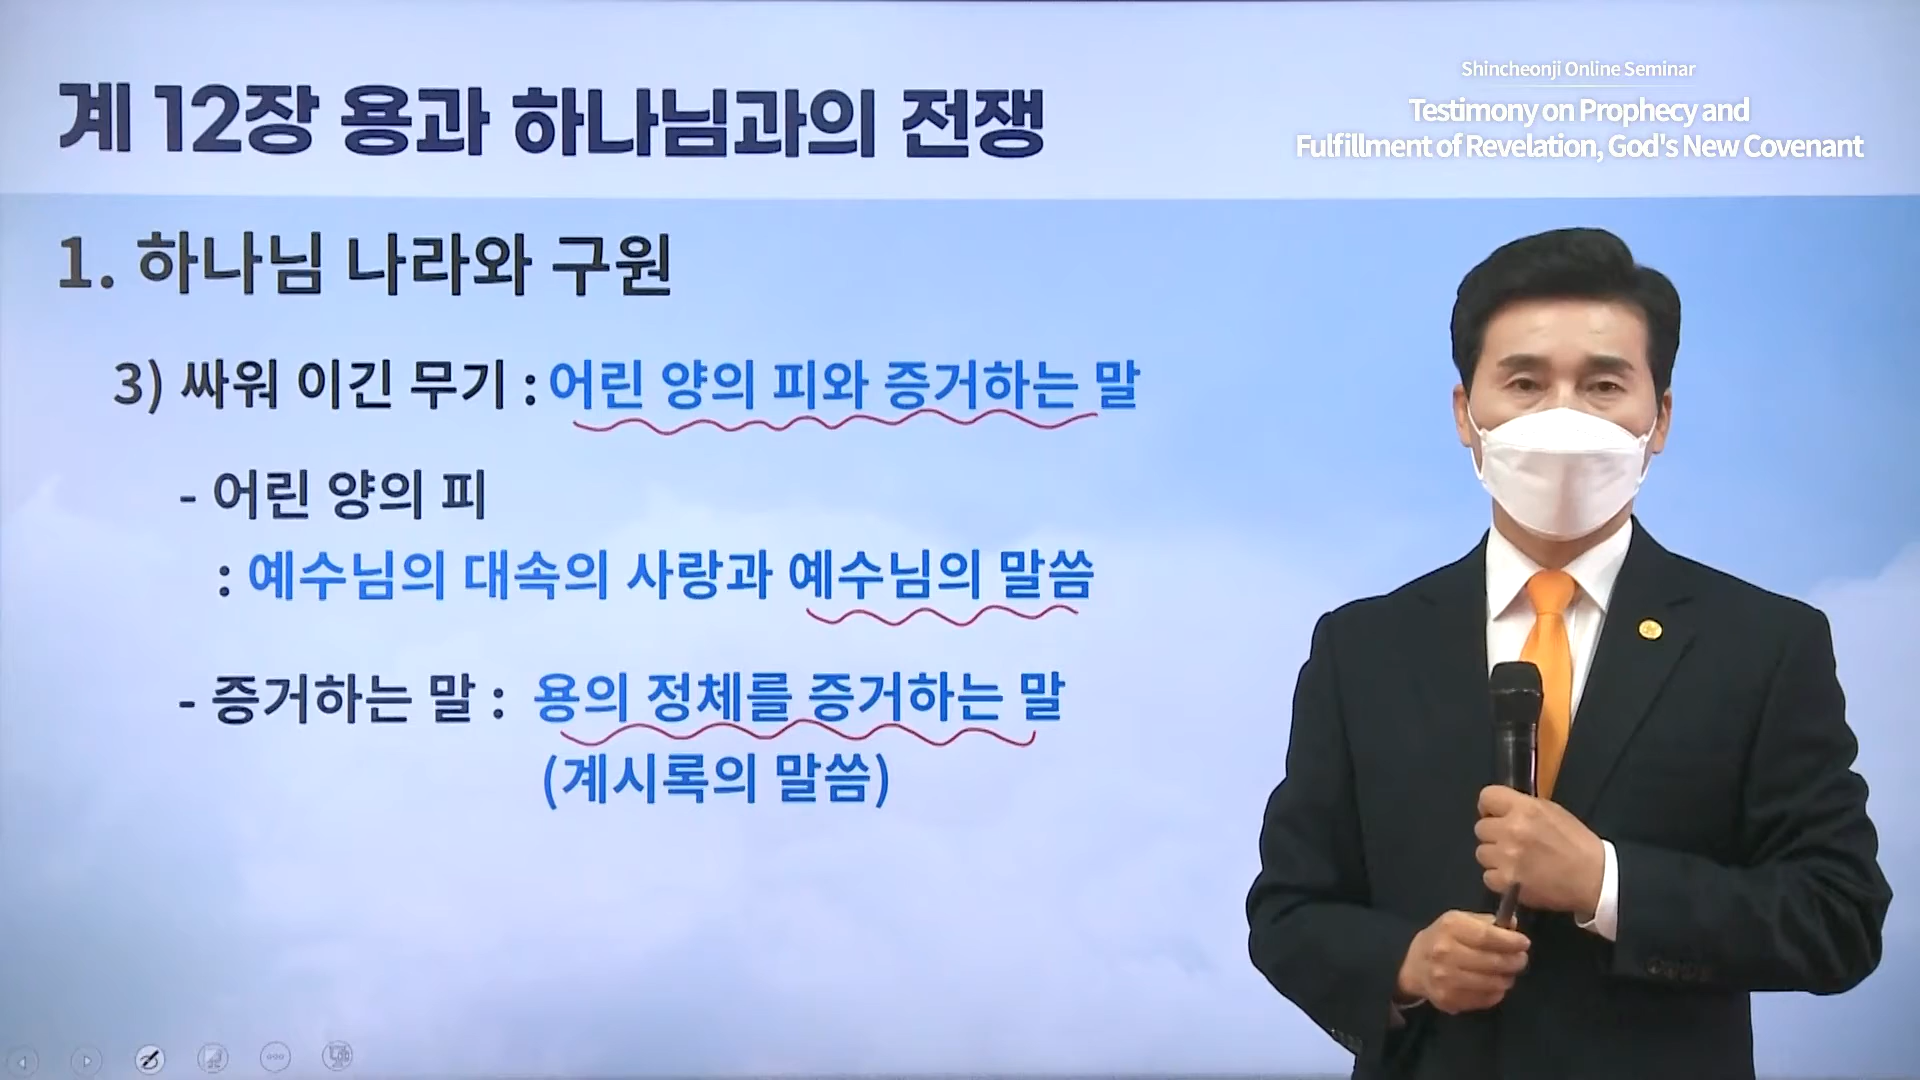 계 12장 용과 하나님과의 전쟁
Shincheonji Online Seminar
Testimony on Prophecy and
Fulfillment of Revelation, God's New Covenant
1. 하나님 나라와 구원
3) 싸워 이긴 무기 : 어린 양의 피와 증거하는 말
- 어린 양의 피
: 예수님의 대속의 사랑과 예수님의 말씀
- 증거하는 말 : 용의 정체를 증거하는 말
(계시록의 말씀)